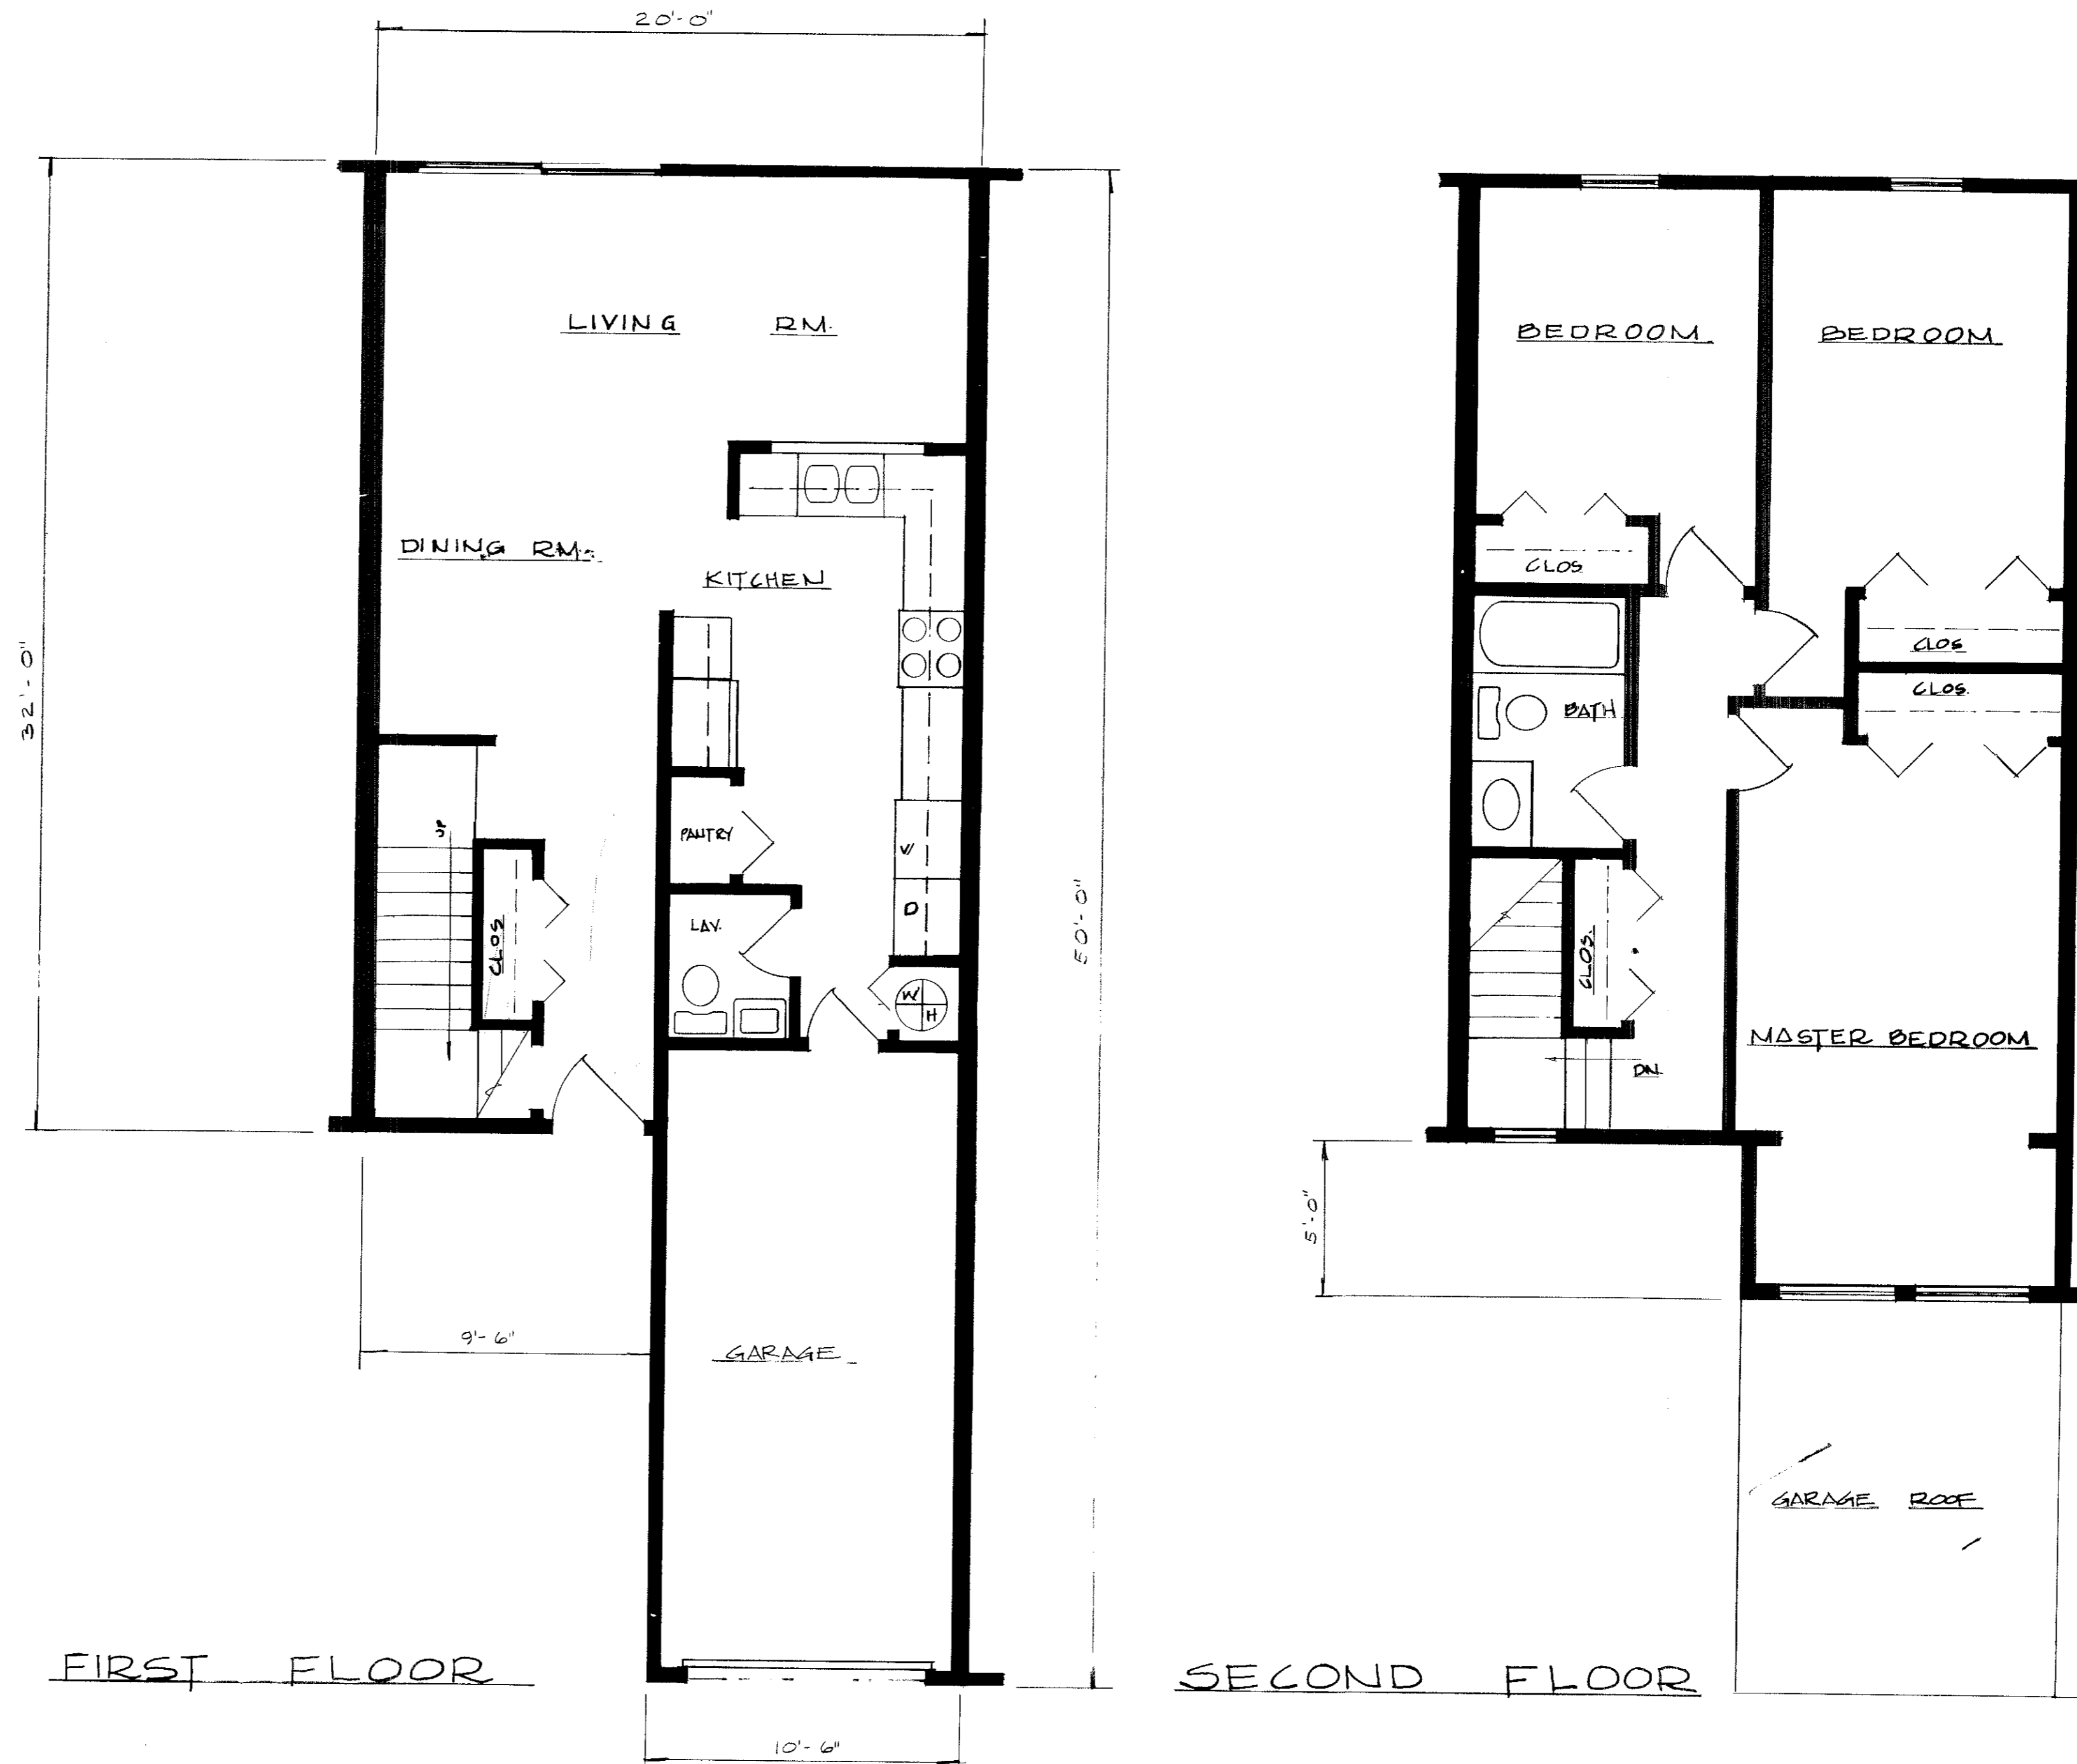 20'-0"
LIVING RM.
BEDROOM
BEDROOM
DINING RM.
KITCHEN
CLOS
CLOS
CLOS.
32'-0"
BATH
UP
PANTRY
W
D
LAV.
CLOS
CLOS.
50'-0"
W
H
MASTER BEDROOM
DN.
5'-0"
9'-6"
GARAGE
GARAGE ROOF
FIRST FLOOR
SECOND FLOOR
10'-6"